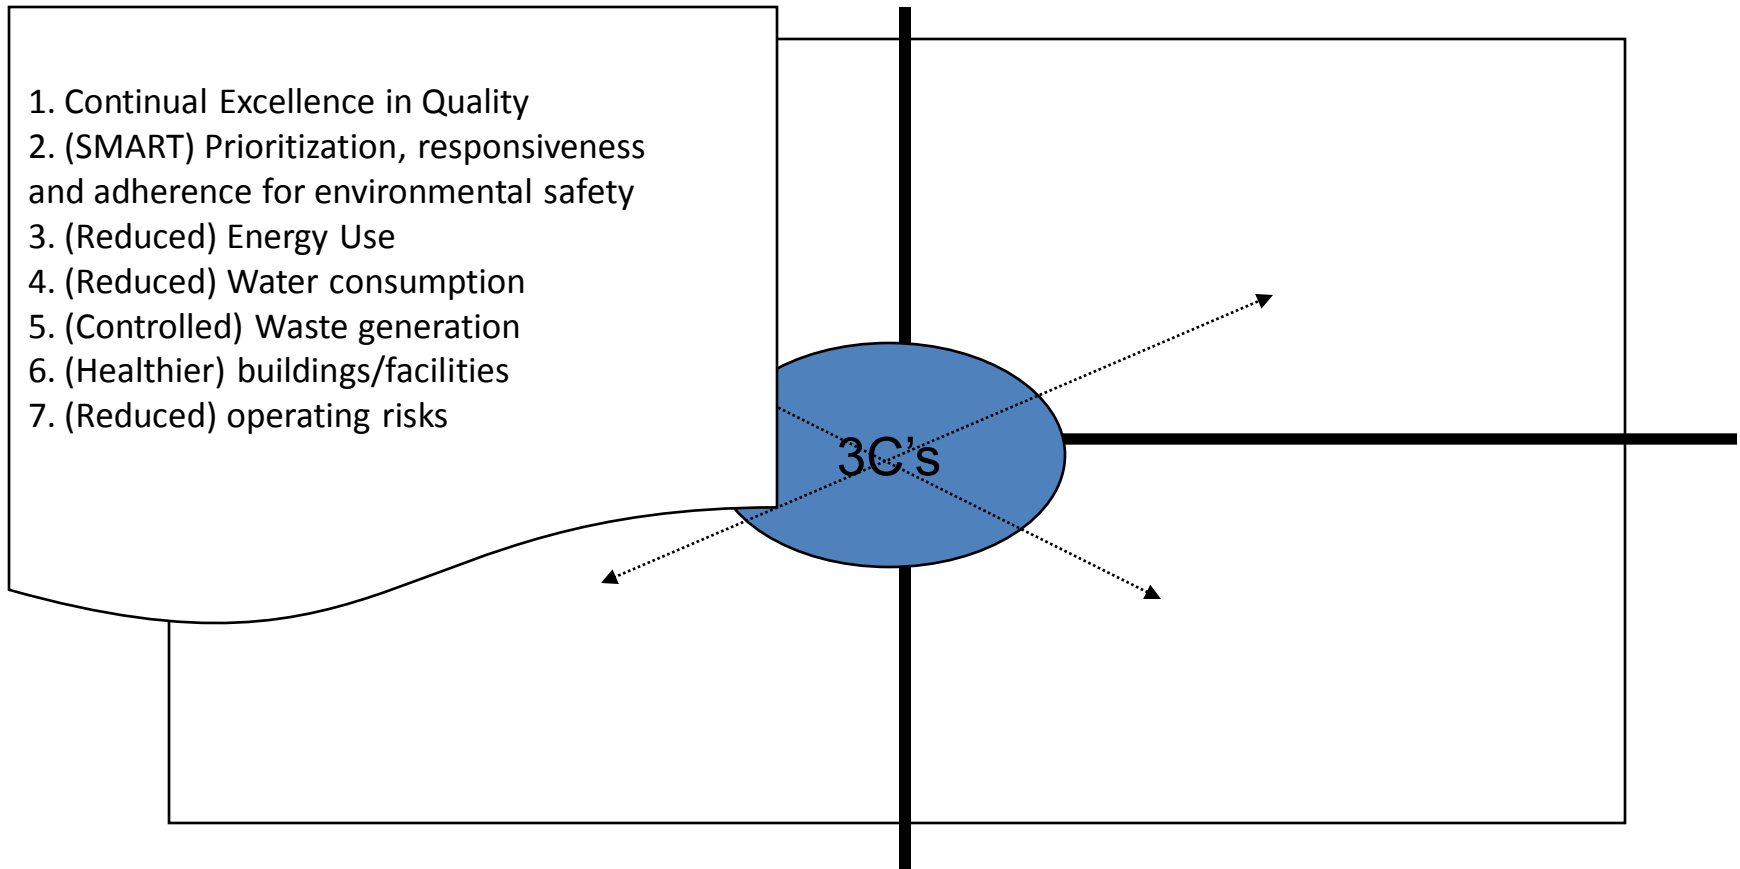 1. Continual Excellence in Quality
2. (SMART) Prioritization, responsiveness
and adherence for environmental safety
3. (Reduced) Energy Use
4. (Reduced) Water consumption
5. (Controlled) Waste generation
6. (Healthier) buildings/facilities
7. (Reduced) operating risks
3C’s